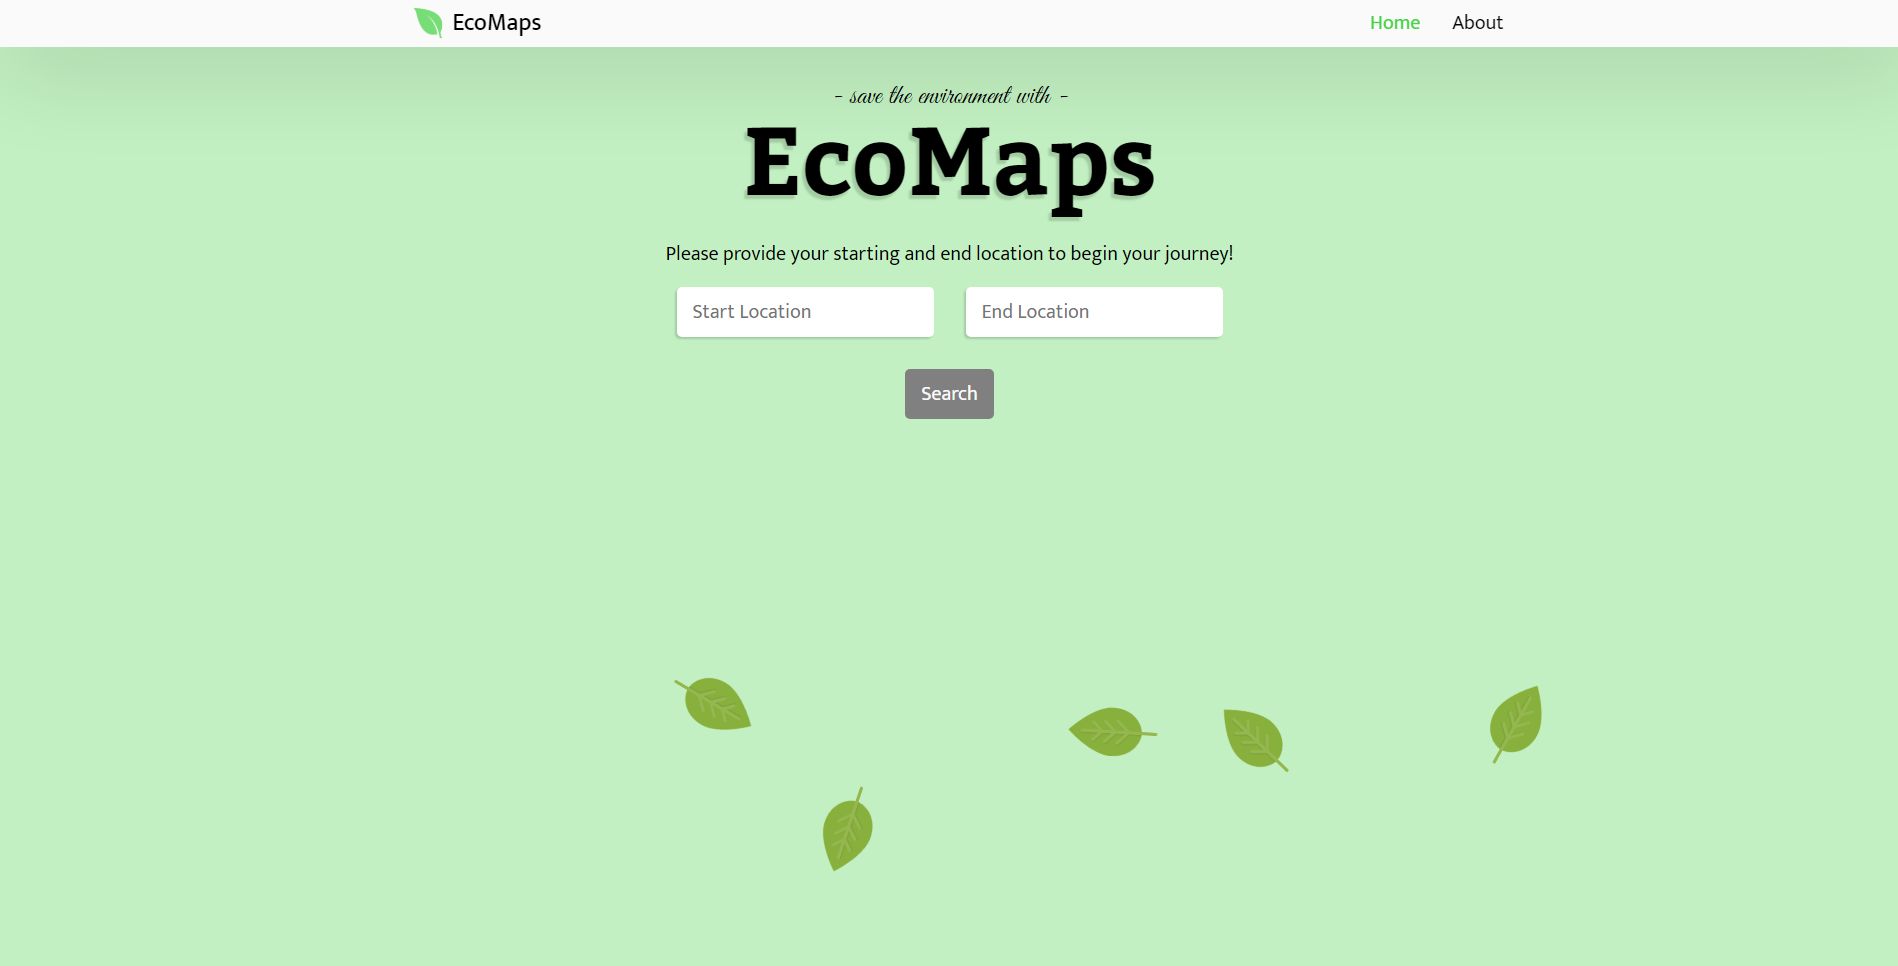 EcoMaps
Home About
- save the environment with -
EcoMaps
Please provide your starting and end location to begin your journey!
Start Location End Location
Search